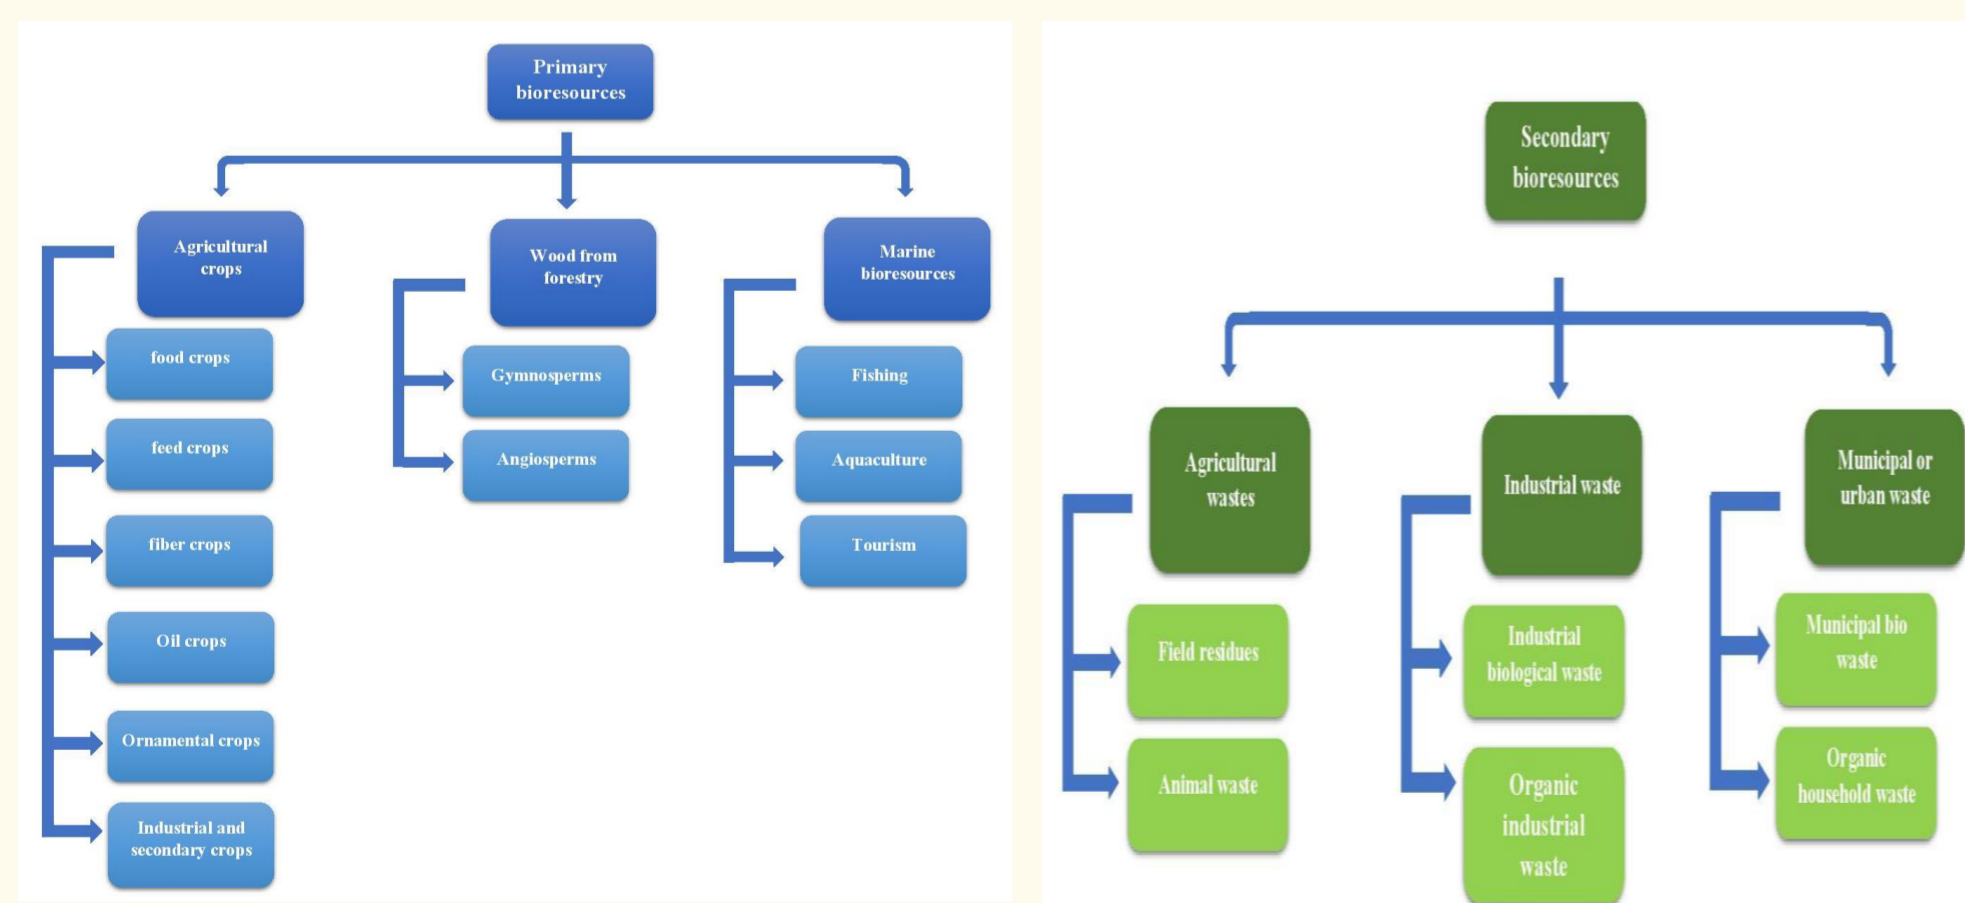 Primary
bioresources
Agricultural
crops
food crops
feed crops
fiber crops
Oil crops
Ornamental crops
Industrial and
secondary crops
Wood from
forestry
Gymnosperms
Angiosperms
Marine
bioresources
Fishing
Aquaculture
Tourism
Secondary
bioresources
Agricultural
wastes
Field residues
Animal waste
Industrial waste
Industrial
biological waste
Organic
industrial
waste
Municipal or
urban waste
Municipal bio
waste
Organic
household waste